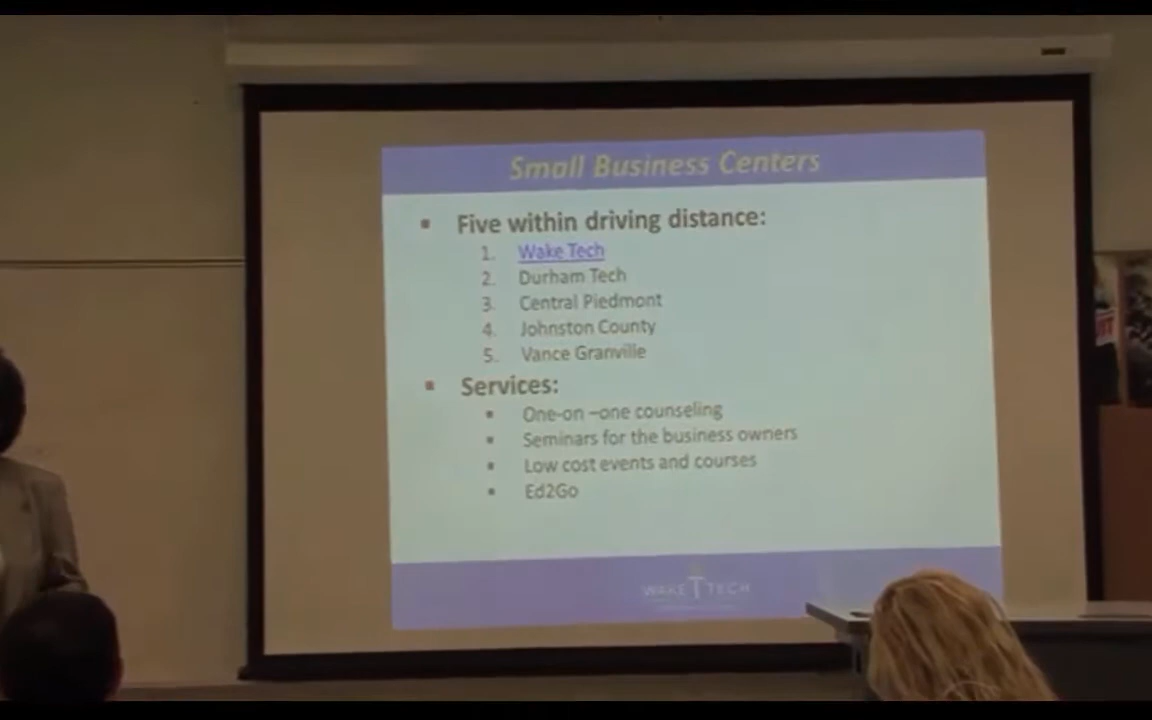 Small Business Centers
▪ Five within driving distance:
1. Wake Tech
2. Durham Tech
3. Central Piedmont
4. Johnston County
5. Vance Granville
▪ Services:
▪ One-on –one counseling
▪ Seminars for the business owners
▪ Low cost events and courses
▪ Ed2Go
WAKE TECH